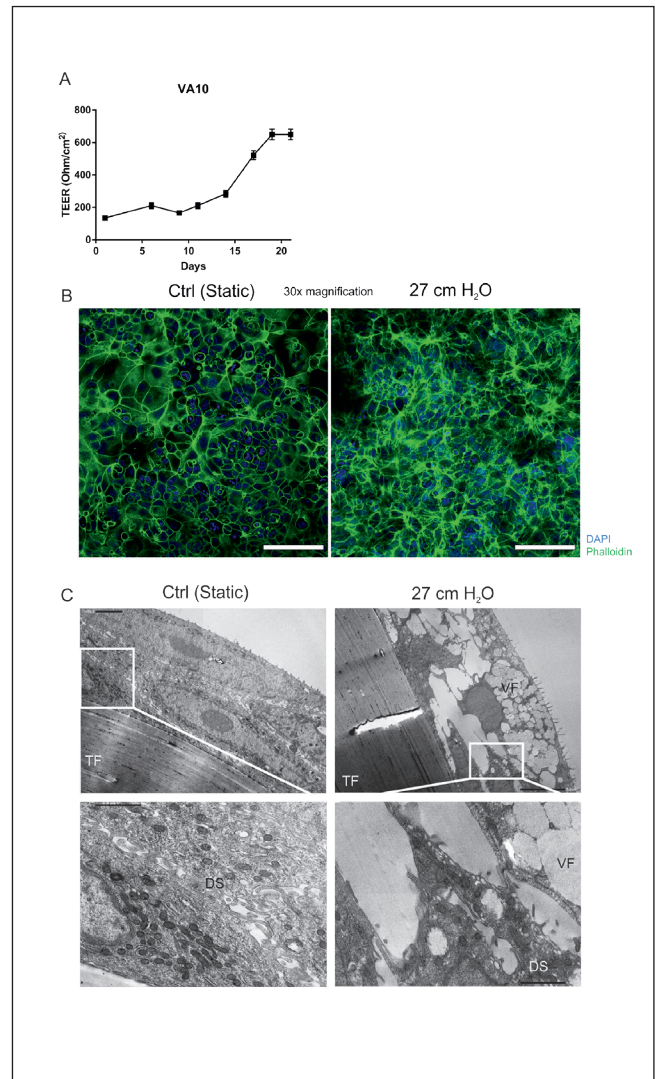 A
VA10
800
600
400
200
0
TEER (Ohm/cm²)
0 5 10 15 20
Days
B
Ctrl (Static) 30x magnification 27 cm H₂O
DAPI
Phalloidin
C
Ctrl (Static) 27 cm H₂O
TF
VF
TF
DS
VF
DS